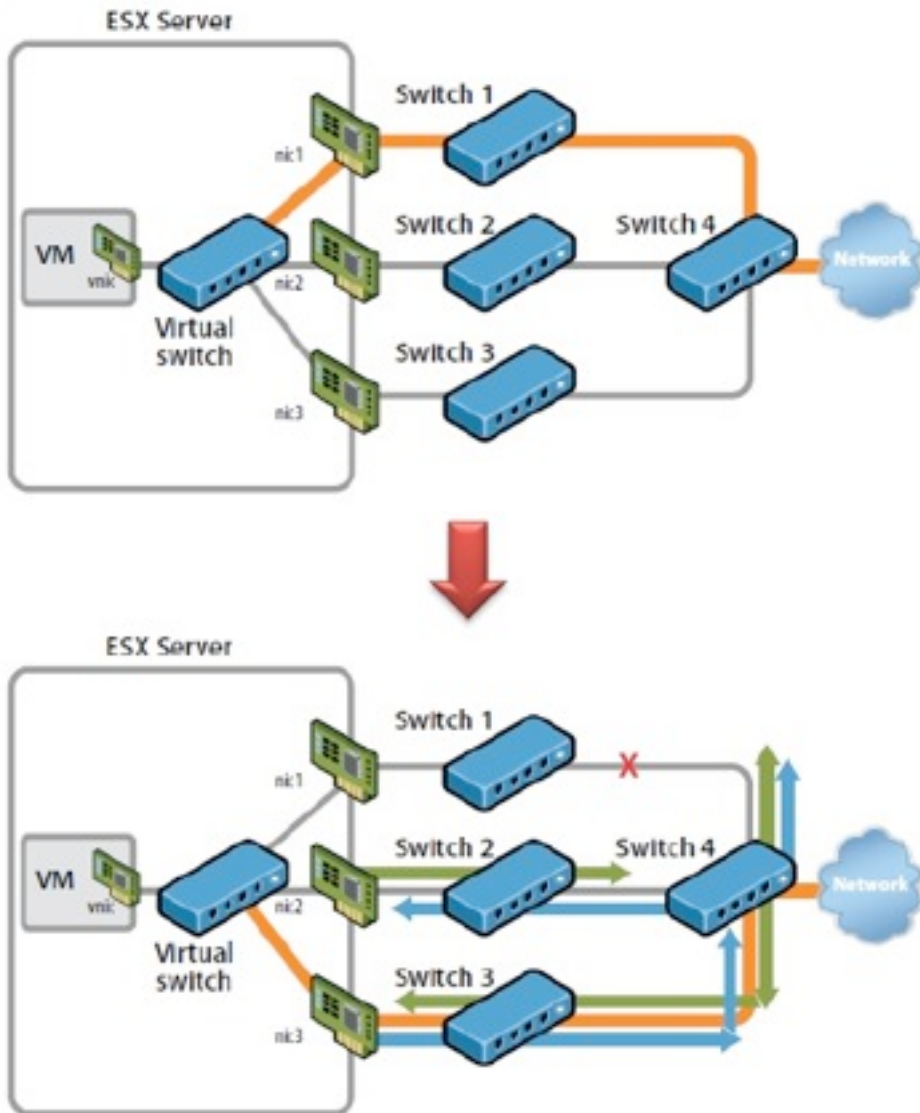 ESX Server
Switch 1
nic1
Switch 2
Switch 4
VM
vnic
nic2
Network
Virtual
switch
Switch 3
nic3
ESX Server
Switch 1
X
nic1
Switch 2
Switch 4
VM
vnic
nic2
Network
Virtual
switch
Switch 3
nic3